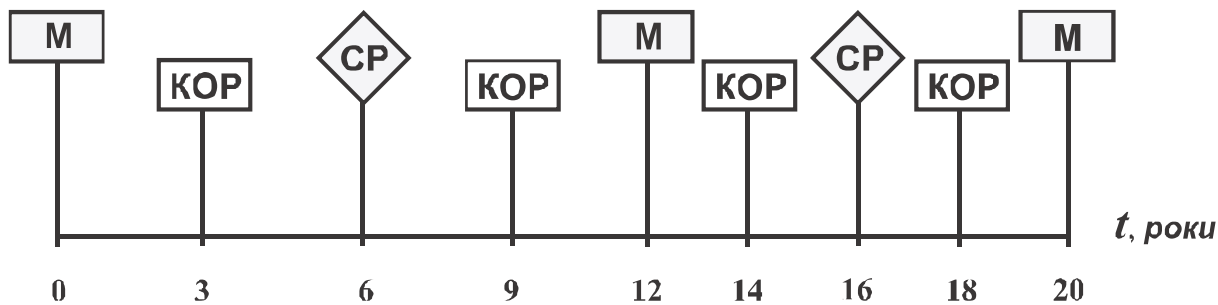 М КОР СР КОР М КОР СР КОР М
t, роки
0 3 6 9 12 14 16 18 20